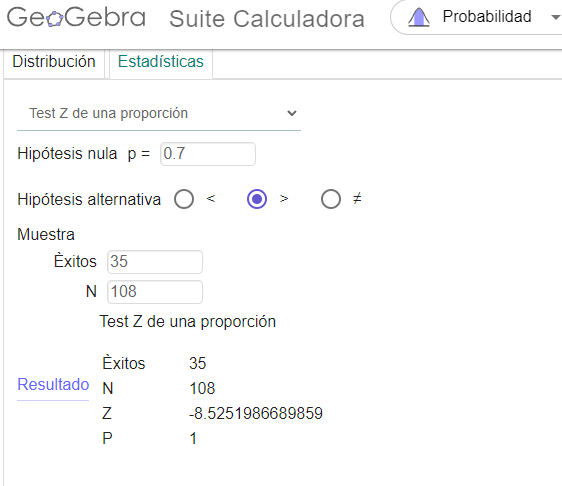 GeoGebra Suite Calculadora Probabilidad
Distribución Estadísticas
Test Z de una proporción
Hipótesis nula p = 0.7
Hipótesis alternativa < > ≠
Muestra
Èxitos 35
N 108
Test Z de una proporción
Èxitos 35
Resultado N 108
Z -8.5251986689859
P 1